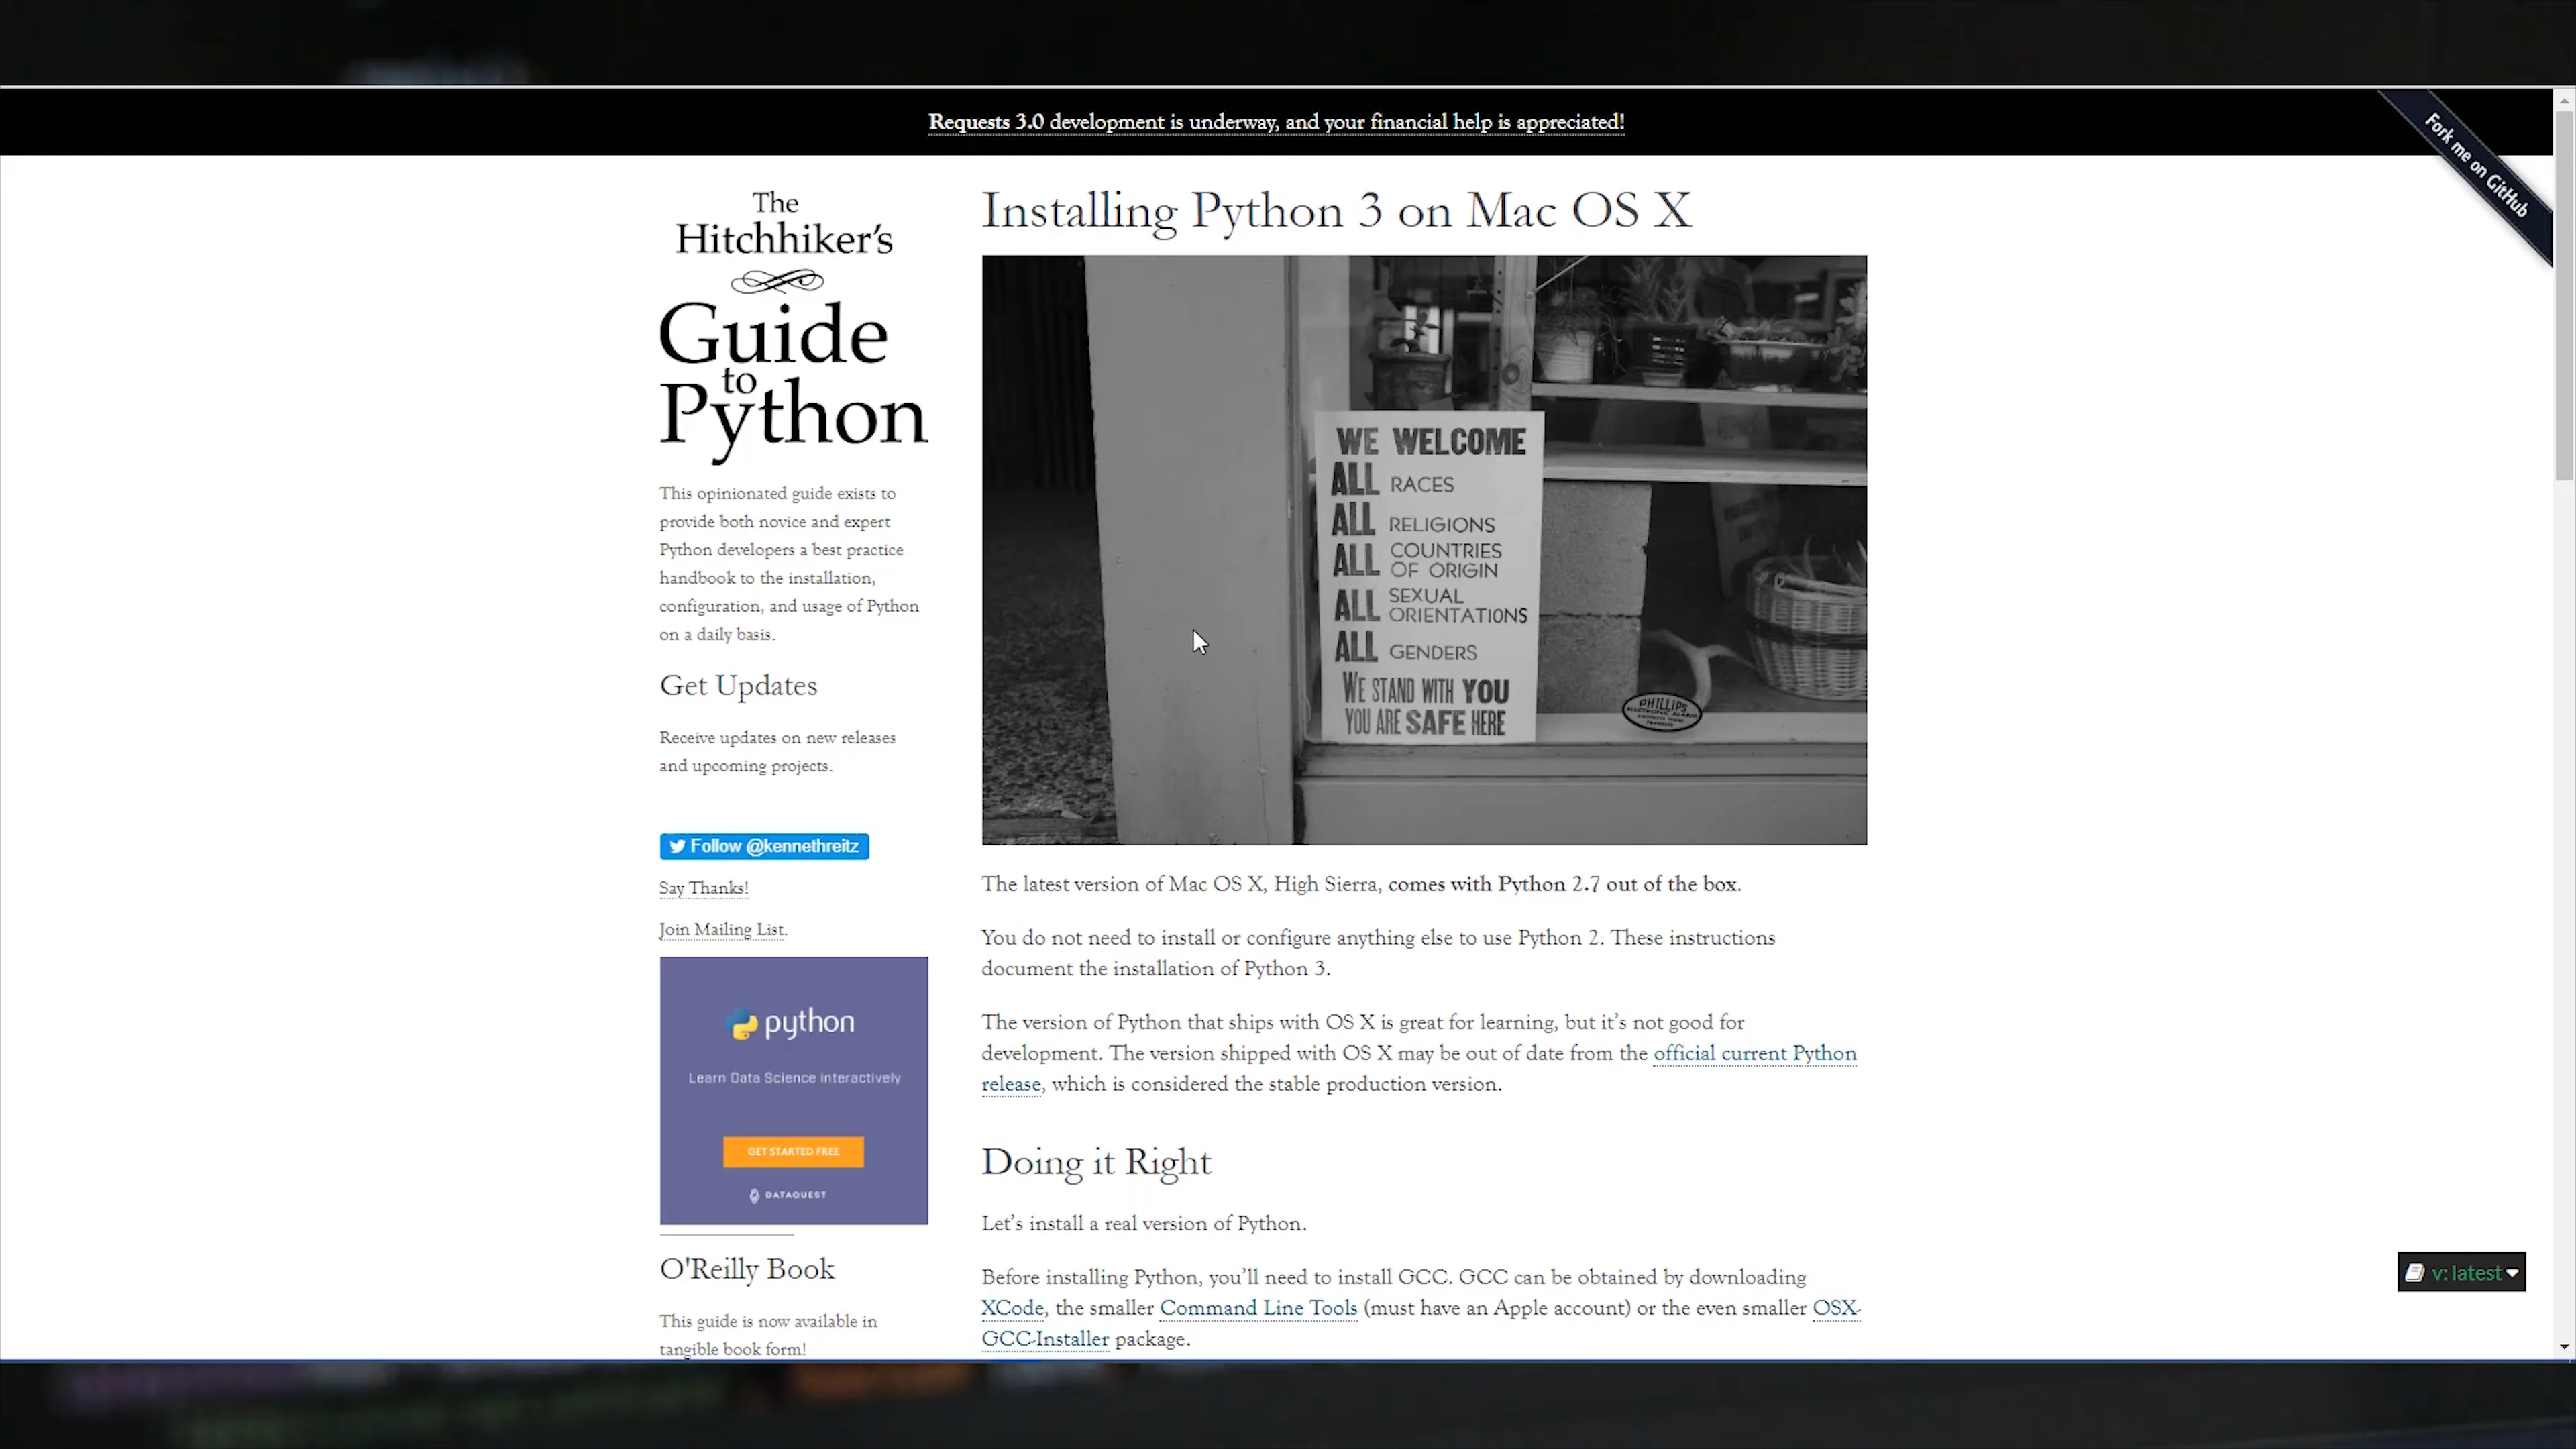 Requests 3.0 development is underway, and your financial help is appreciated!
Fork me on GitHub
The
Hitchhiker's
Guide
to
Python
This opinionated guide exists to
provide both novice and expert
Python developers a best practice
handbook to the installation,
configuration, and usage of Python
on a daily basis.
Get Updates
Receive updates on new releases
and upcoming projects.
Follow @kennethreitz
Say Thanks!
Join Mailing List.
python
Learn Data Science interactively
GET STARTED FREE
DATAQUEST
O'Reilly Book
This guide is now available in
tangible book form!
Installing Python 3 on Mac OS X
WE WELCOME
ALL RACES
ALL RELIGIONS
ALL COUNTRIES
OF ORIGIN
ALL SEXUAL
ORIENTATIONS
ALL GENDERS
WE STAND WITH YOU
YOU ARE SAFE HERE
PHILLIPS
The latest version of Mac OS X, High Sierra, comes with Python 2.7 out of the box.
You do not need to install or configure anything else to use Python 2. These instructions
document the installation of Python 3.
The version of Python that ships with OS X is great for learning, but it's not good for
development. The version shipped with OS X may be out of date from the official current Python
release, which is considered the stable production version.
Doing it Right
Let's install a real version of Python.
Before installing Python, you'll need to install GCC. GCC can be obtained by downloading
XCode, the smaller Command Line Tools (must have an Apple account) or the even smaller OSX-
GCC-Installer package.
v: latest